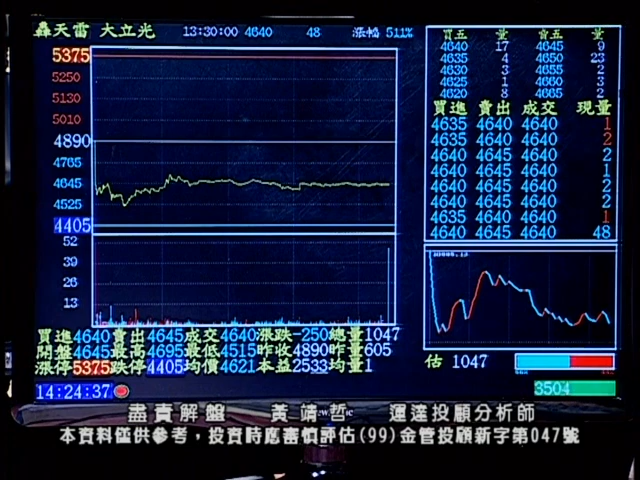 轟天雷 大立光 13:30:00 4640 48 漲幅 511%
買五 量 賣五 量
4640 17 4645 9
4635 4 4650 23
4630 3 4655 2
4625 1 4660 3
4620 8 4665 2
買進 賣出 成交 現量
4635 4640 4640 1
4635 4640 4640 2
4640 4645 4640 2
4640 4645 4640 1
4640 4645 4640 2
4640 4645 4640 2
4635 4640 4640 1
4640 4645 4640 48
5375
5250
5130
5010
4890
4765
4645
4525
4405
52
39
26
13
買進4640賣出4645成交4640漲跌-250總量1047
開盤4645最高4695最低4515昨收4890昨量605
漲停5375跌停4405均價4621本益2533均量1
估 1047
14:24:37
3504
盡責解盤 黃靖哲 運達投顧分析師
本資料僅供參考，投資時應審慎評估(99)金管投顧新字第047號